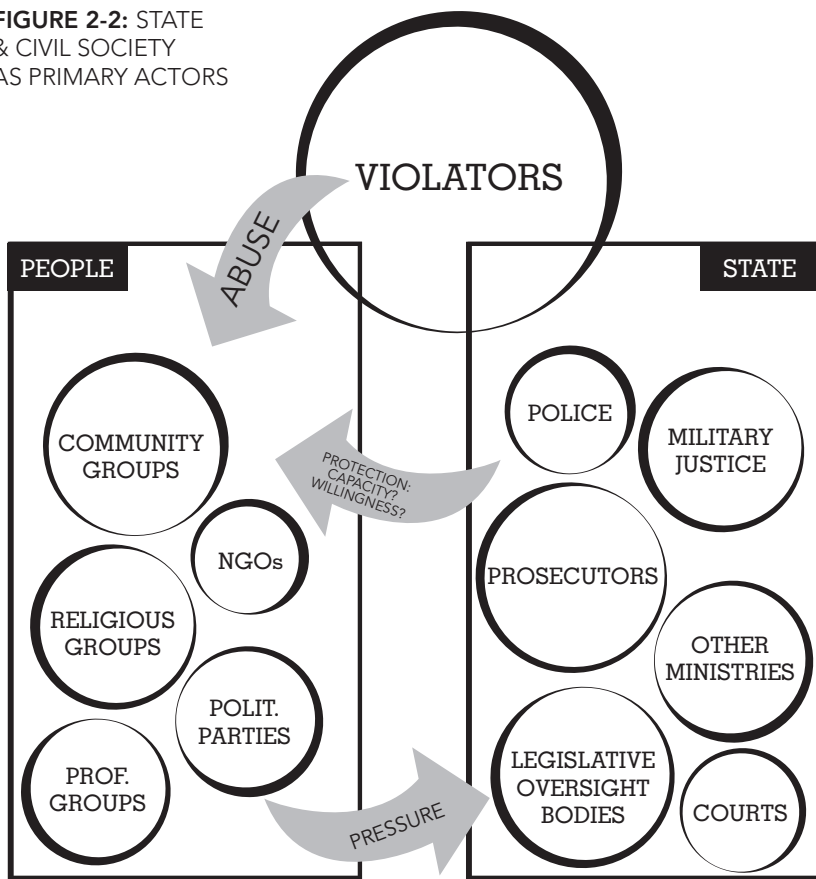 FIGURE 2-2: STATE
& CIVIL SOCIETY
AS PRIMARY ACTORS
VIOLATORS
ABUSE
PEOPLE
STATE
COMMUNITY
GROUPS
NGOs
RELIGIOUS
GROUPS
POLIT.
PARTIES
PROF.
GROUPS
PROTECTION:
CAPACITY?
WILLINGNESS?
PRESSURE
POLICE
MILITARY
JUSTICE
PROSECUTORS
OTHER
MINISTRIES
LEGISLATIVE
OVERSIGHT
BODIES
COURTS